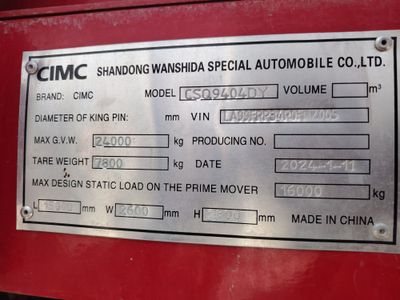 CIMC SHANDONG WANSHIDA SPECIAL AUTOMOBILE CO.,LTD.
BRAND: CIMC MODEL CSQ9404DY VOLUME m³
DIAMETER OF KING PIN: mm VIN
MAX G.V.W. 24000 kg PRODUCING NO.
TARE WEIGHT 7800 kg DATE 2024-1-11
MAX DESIGN STATIC LOAD ON THE PRIME MOVER 16000 kg
L mm W 2600 mm H mm MADE IN CHINA